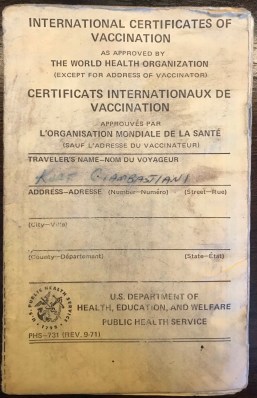 INTERNATIONAL CERTIFICATES OF
VACCINATION
AS APPROVED BY
THE WORLD HEALTH ORGANIZATION
(EXCEPT FOR ADDRESS OF VACCINATOR)
CERTIFICATS INTERNATIONAUX DE
VACCINATION
APPROUVÉS PAR
L'ORGANISATION MONDIALE DE LA SANTÉ
(SAUF L'ADRESSE DU VACCINATEUR)
TRAVELER'S NAME—NOM DU VOYAGEUR
ADDRESS—ADRESSE (Number—Numéro) (Street—Rue)
(City—Ville)
(County—Département) (State—État)
U.S. DEPARTMENT OF
HEALTH, EDUCATION, AND WELFARE
PUBLIC HEALTH SERVICE
PHS—731 (REV. 9-71)